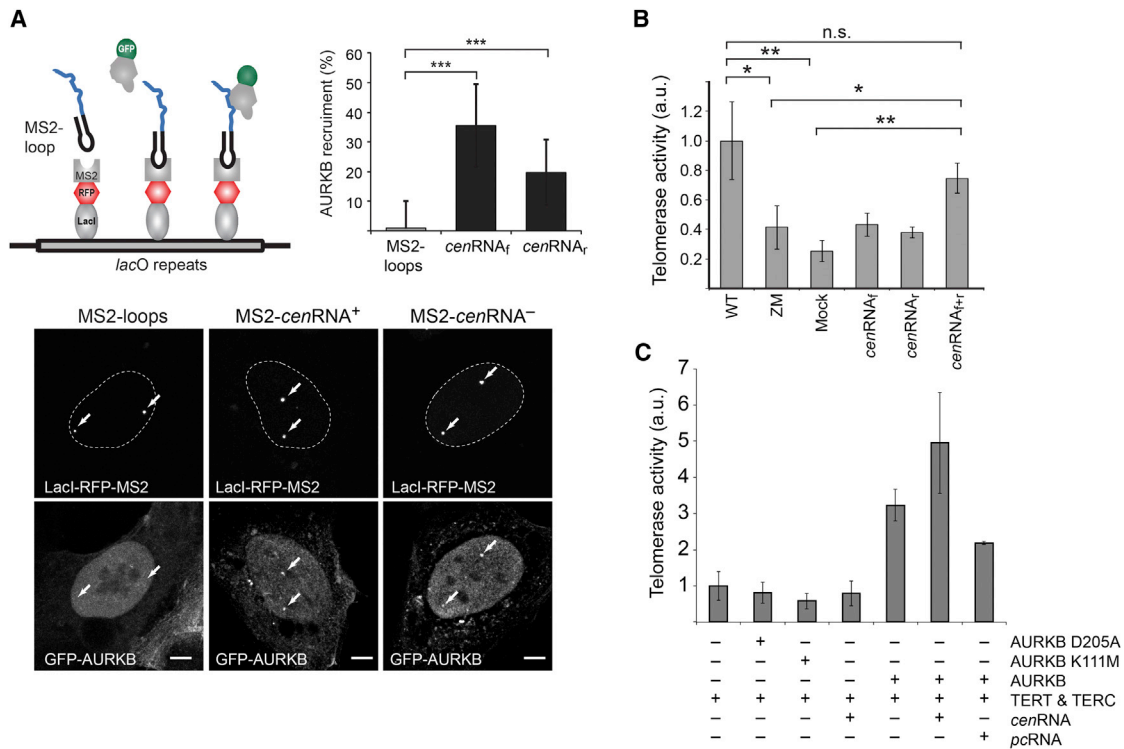 A
GFP
MS2-
loop
MS2
RFP
LacI
lacO repeats
AURKB recruiment (%)
60
50
40
30
20
10
***
***
MS2-
loops
cenRNAf
cenRNAr
MS2-loops
MS2-cenRNA+
MS2-cenRNA–
LacI-RFP-MS2
LacI-RFP-MS2
LacI-RFP-MS2
GFP-AURKB
GFP-AURKB
GFP-AURKB
B
n.s.
**
*
*
**
Telomerase activity (a.u.)
1.2
1.0
0.8
0.6
0.4
0.2
WT
ZM
Mock
cenRNAf
cenRNAr
cenRNAf+r
C
Telomerase activity (a.u.)
7
6
5
4
3
2
1
– + – – – – – AURKB D205A
– – + – – – – AURKB K111M
– – – – + + + AURKB
+ + + + + + + TERT & TERC
– – – + – + – cenRNA
– – – – – – + pcRNA